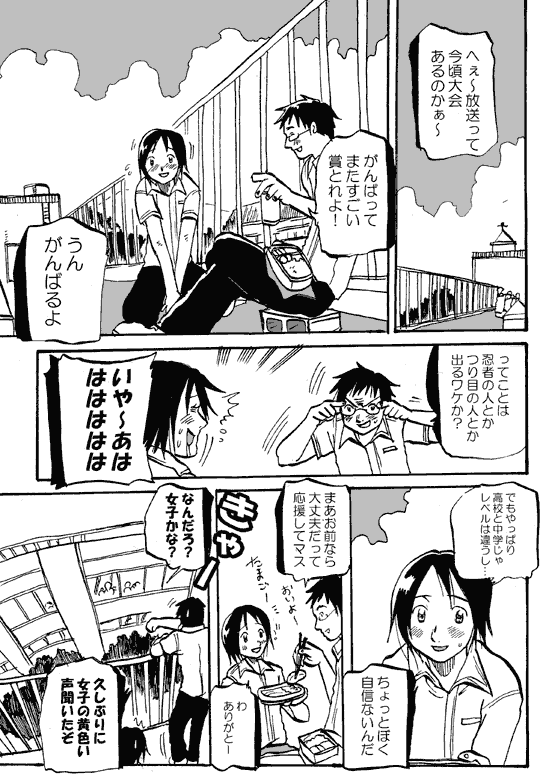 へぇ〜放送って
今頃大会
あるのかぁ〜
がんばって
またすごい
賞とれよ！
うん
がんばるよ
ってことは
忍者の人とか
つり目の人とか
出るワケか？
いや〜あは
はははは
はははは
でもやっぱり
高校と中学じゃ
レベルは違うし…
ちょっとぼく
自信ないんだ
まあお前なら
大丈夫だって
応援してマス
おいよ
たまご！
わ
ありがとー
きゃー
なんだろ？
女子かな？
久しぶりに
女子の黄色い
声聞いたぞ